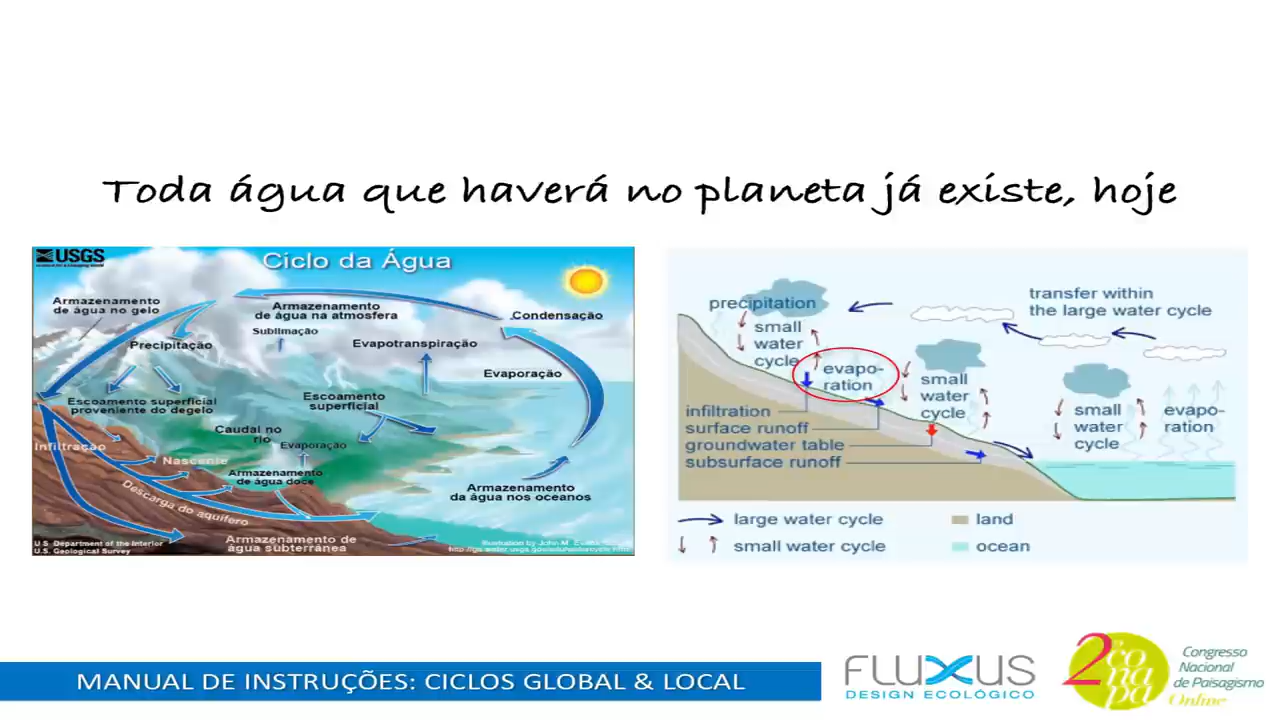 Toda água que haverá no planeta já existe, hoje
USGS
Ciclo da Água
Armazenamento
de água no gelo
Armazenamento
de água na atmosfera
Condensação
Sublimação
Precipitação
Evapotranspiração
Evaporação
Escoamento superficial
proveniente do degelo
Escoamento
superficial
Caudal no
rio
Evaporação
Infiltração
Nascente
Armazenamento
de água doce
Descarga do aquífero
Armazenamento
da água nos oceanos
Armazenamento de
água subterrânea
U.S. Department of the Interior
U.S. Geological Survey
precipitation
small
water
cycle
transfer within
the large water cycle
evapo-
ration
small
water
cycle
small
water
cycle
evapo-
ration
infiltration
surface runoff
groundwater table
subsurface runoff
large water cycle
land
small water cycle
ocean
MANUAL DE INSTRUÇÕES: CICLOS GLOBAL & LOCAL
FLUXUS
DESIGN ECOLÓGICO
2º
co
na
pa
Congresso
Nacional
de Paisagismo
Online